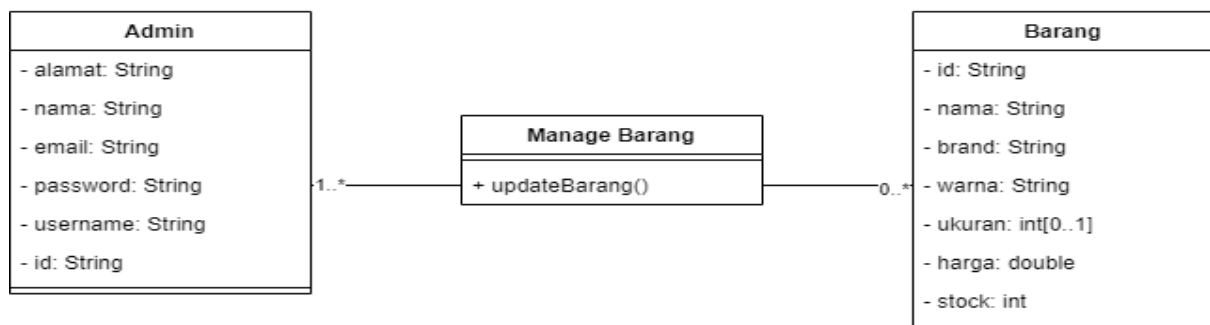 Admin
- alamat: String
- nama: String
- email: String
- password: String
- username: String
- id: String
1..*
Manage Barang
+ updateBarang()
0..*
Barang
- id: String
- nama: String
- brand: String
- warna: String
- ukuran: int[0..1]
- harga: double
- stock: int